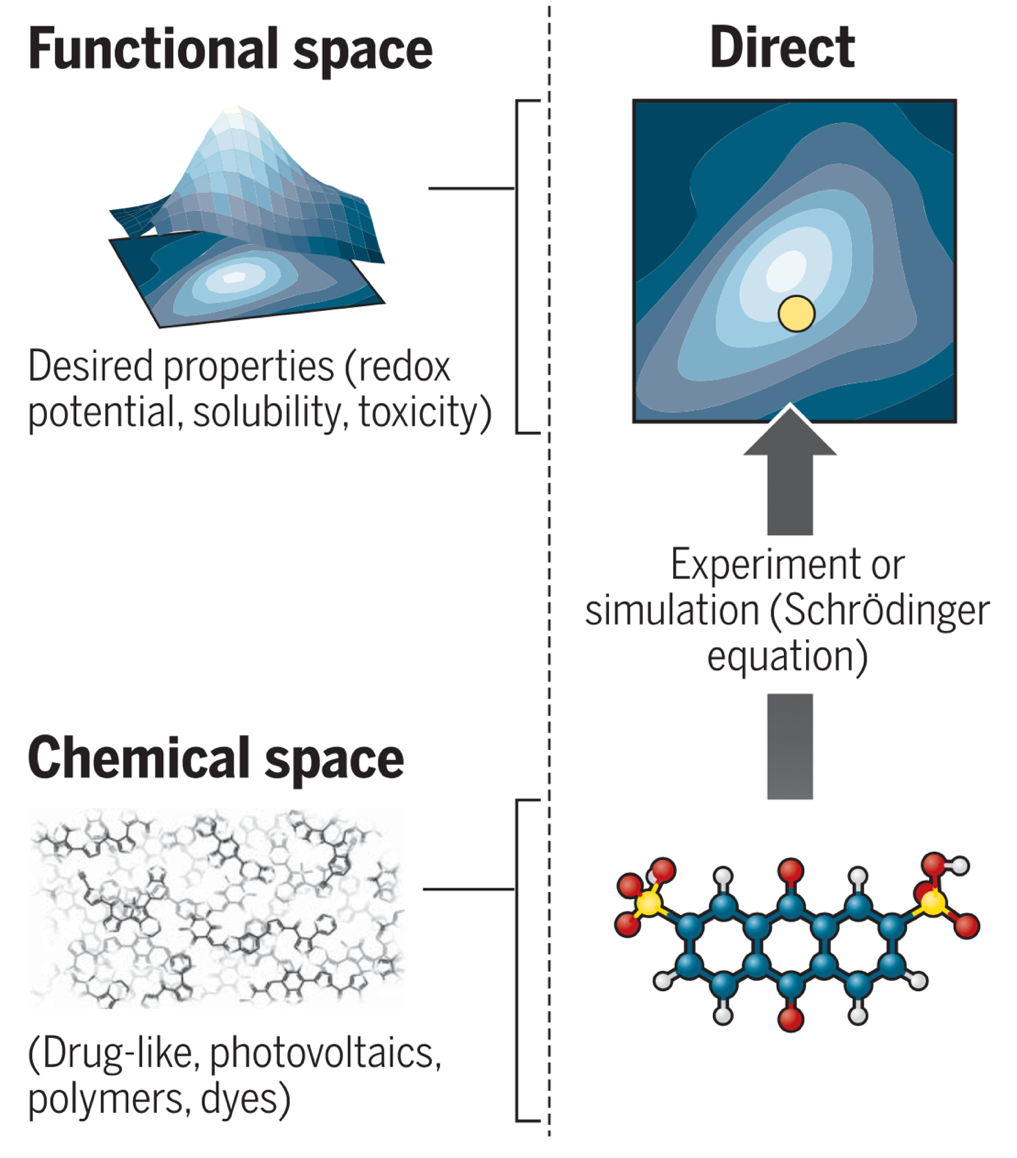 Functional space
Desired properties (redox
potential, solubility, toxicity)
Direct
Experiment or
simulation (Schrödinger
equation)
Chemical space
(Drug-like, photovoltaics,
polymers, dyes)